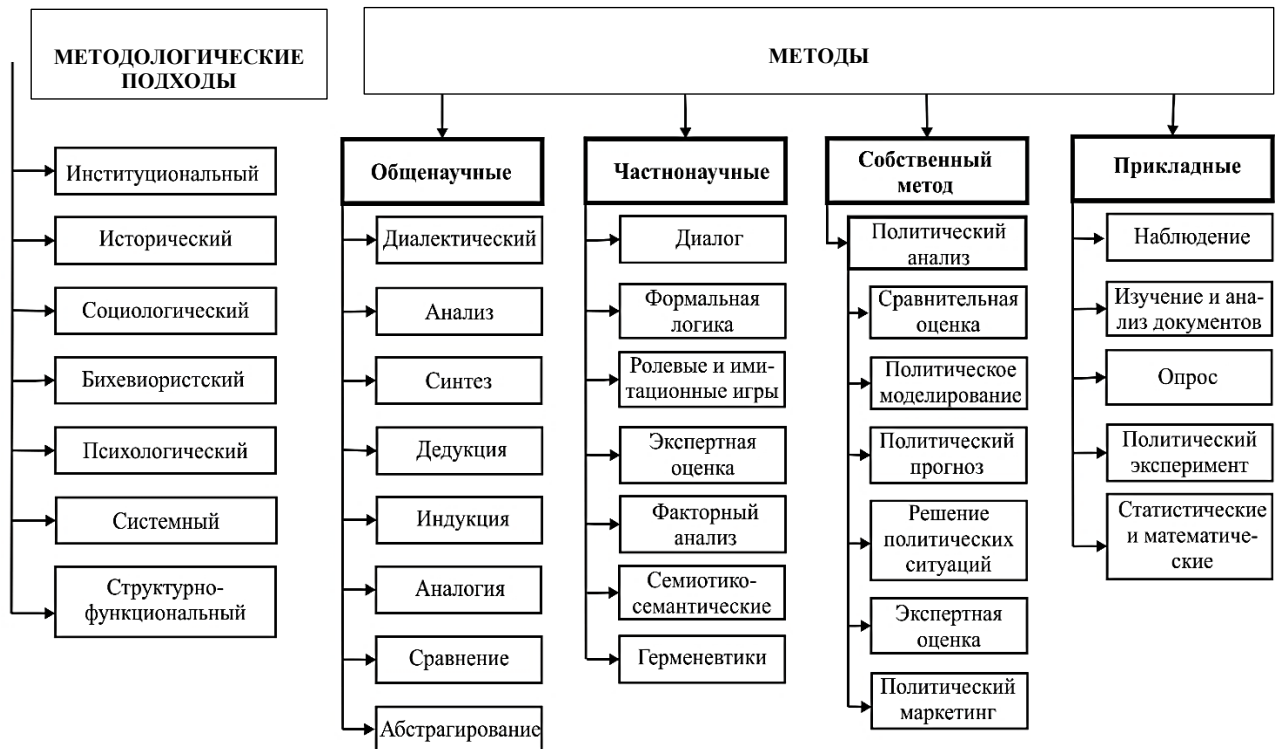 МЕТОДОЛОГИЧЕСКИЕ
ПОДХОДЫ
Институциональный
Исторический
Социологический
Бихевиористский
Психологический
Системный
Структурно-
функциональный
МЕТОДЫ
Общенаучные
Диалектический
Анализ
Синтез
Дедукция
Индукция
Аналогия
Сравнение
Абстрагирование
Частнонаучные
Диалог
Формальная
логика
Ролевые и ими-
тационные игры
Экспертная
оценка
Факторный
анализ
Семиотико-
семантические
Герменевтики
Собственный
метод
Политический
анализ
Сравнительная
оценка
Политическое
моделирование
Политический
прогноз
Решение
политических
ситуаций
Экспертная
оценка
Политический
маркетинг
Прикладные
Наблюдение
Изучение и ана-
лиз документов
Опрос
Политический
эксперимент
Статистические
и математиче-
ские